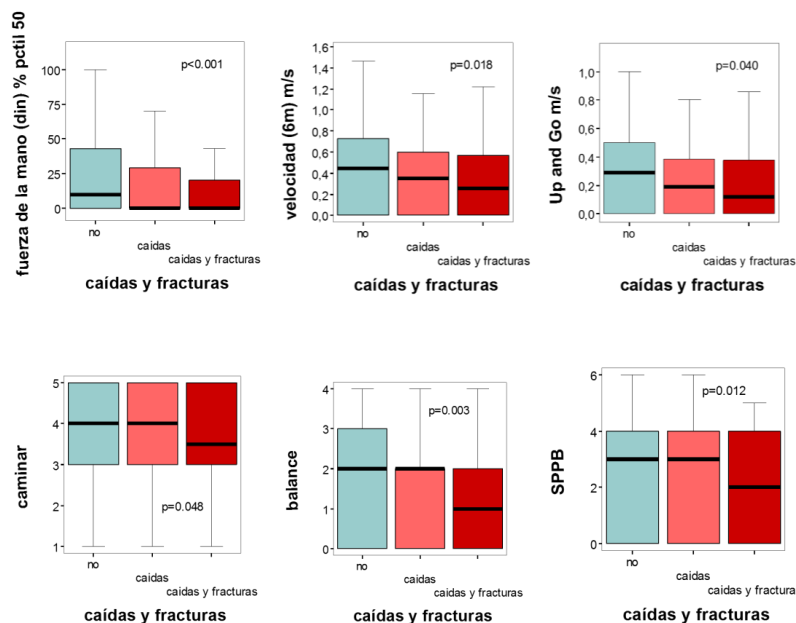 fuerza de la mano (din) % pctil 50
100
75
50
25
0
p<0.001
no
caidas
caidas y fracturas
caídas y fracturas
velocidad (6m) m/s
1,6
1,4
1,2
1,0
0,8
0,6
0,4
0,2
0,0
p=0.018
no
caidas
caidas y fracturas
caídas y fracturas
Up and Go m/s
1,0
0,8
0,6
0,4
0,2
0,0
p=0.040
no
caidas
caidas y fracturas
caídas y fracturas
caminar
5
4
3
2
1
p=0.048
no
caidas
caidas y fracturas
caídas y fracturas
balance
4
3
2
1
0
p=0.003
no
caidas
caidas y fracturas
caídas y fracturas
SPPB
6
4
2
0
p=0.012
no
caidas
caidas y fractura
caídas y fracturas